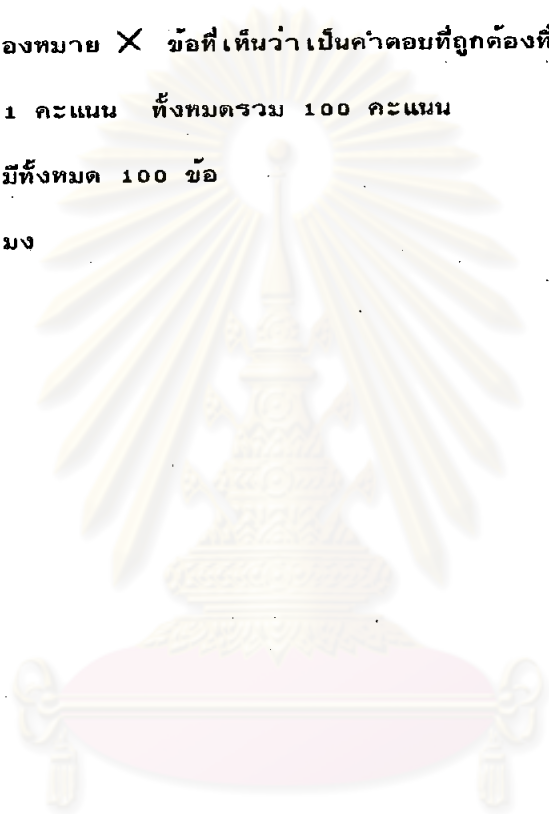 องหมาย X ข้อที่เห็นว่าเป็นคำตอบที่ถูกต้องที่
1 คะแนน ทั้งหมดรวม 100 คะแนน
มีทั้งหมด 100 ข้อ
มง